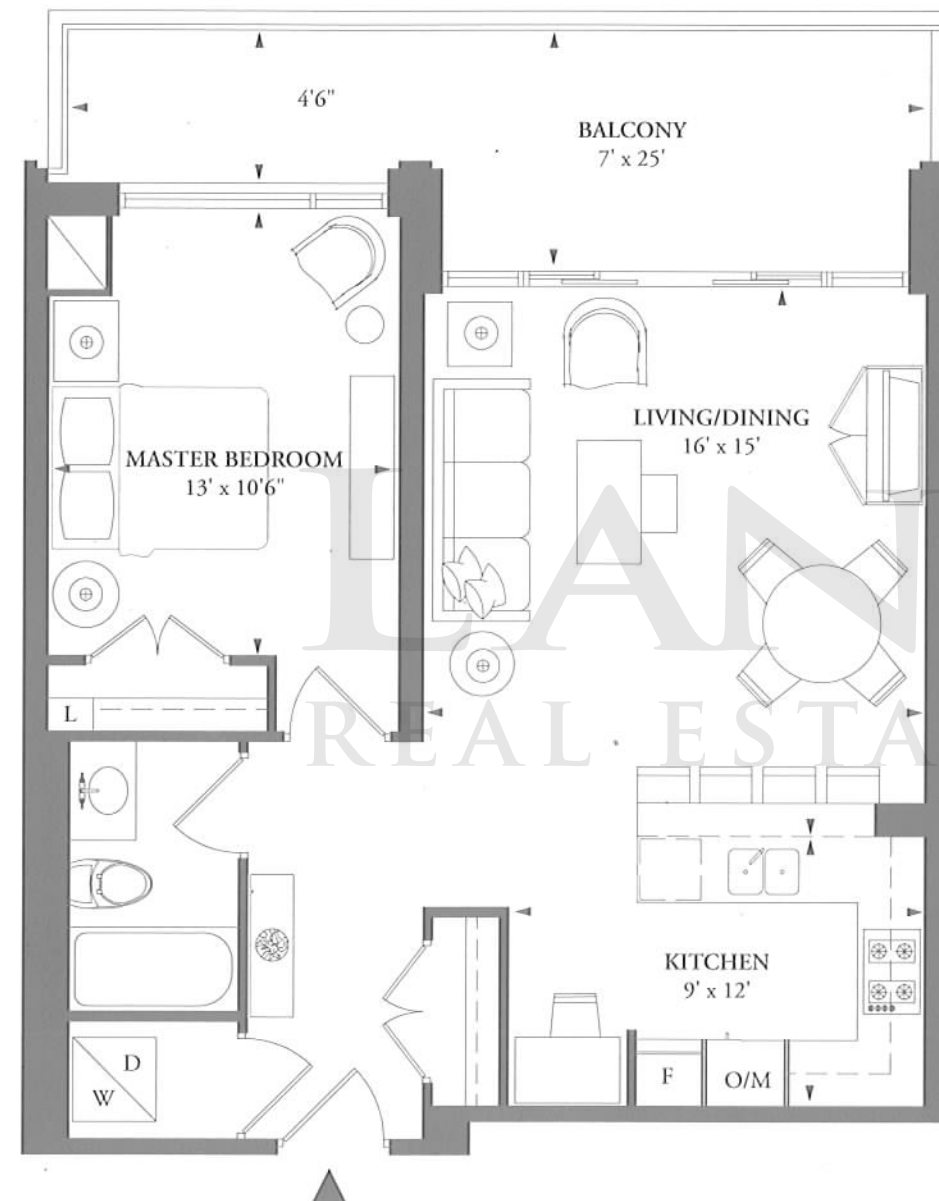 4'6"
BALCONY
7' x 25'
LIVING/DINING
16' x 15'
MASTER BEDROOM
13' x 10'6"
LAN
REAL ESTA
L
KITCHEN
9' x 12'
D
W
F
O/M